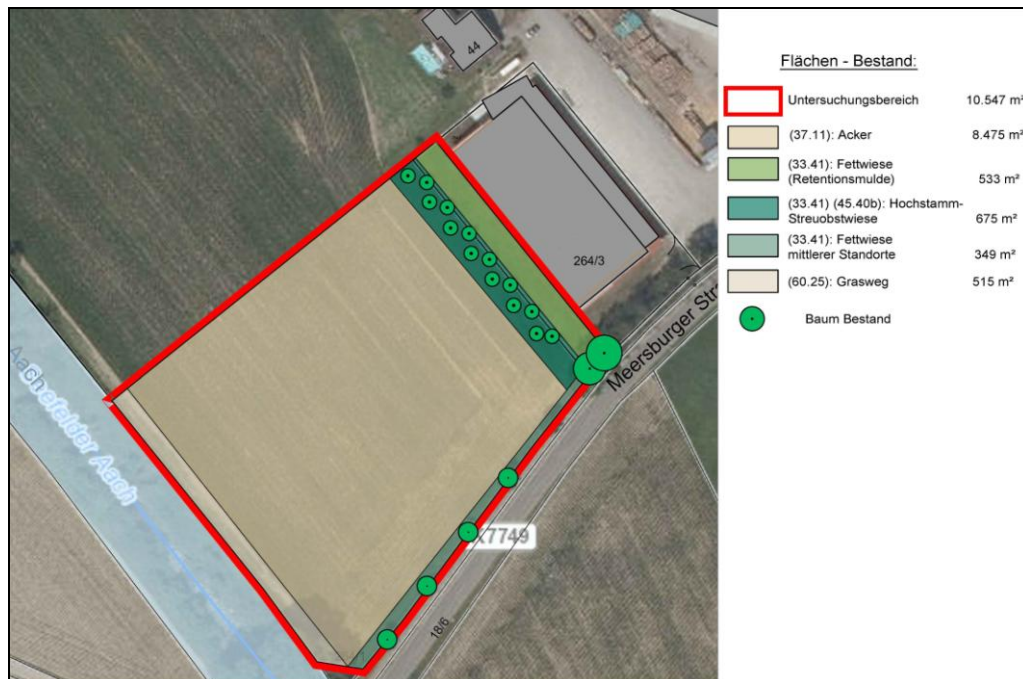 44
264/3
Meersburger Str
Aachefelder Aach
K7749
18/6
Flächen - Bestand:
Untersuchungsbereich 10.547 m²
(37.11): Acker 8.475 m²
(33.41): Fettwiese
(Retentionsmulde) 533 m²
(33.41) (45.40b): Hochstamm-
Streuobstwiese 675 m²
(33.41): Fettwiese
mittlerer Standorte 349 m²
(60.25): Grasweg 515 m²
Baum Bestand